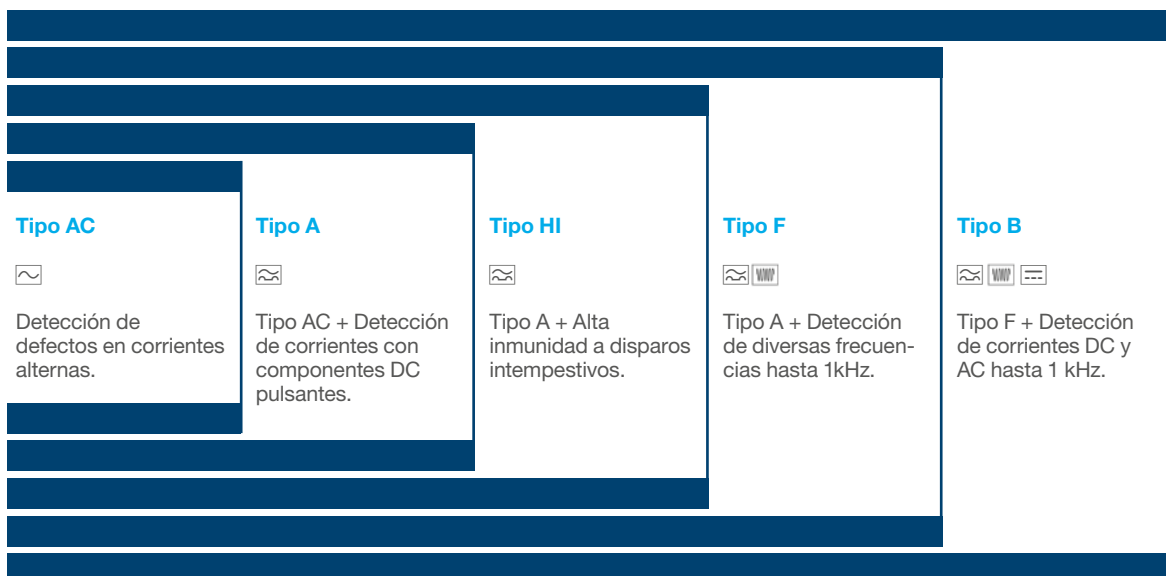 Tipo AC
Detección de
defectos en corrientes
alternas.
Tipo A
Tipo AC + Detección
de corrientes con
componentes DC
pulsantes.
Tipo HI
Tipo A + Alta
inmunidad a disparos
intempestivos.
Tipo F
Tipo A + Detección
de diversas frecuen-
cias hasta 1kHz.
Tipo B
Tipo F + Detección
de corrientes DC y
AC hasta 1 kHz.